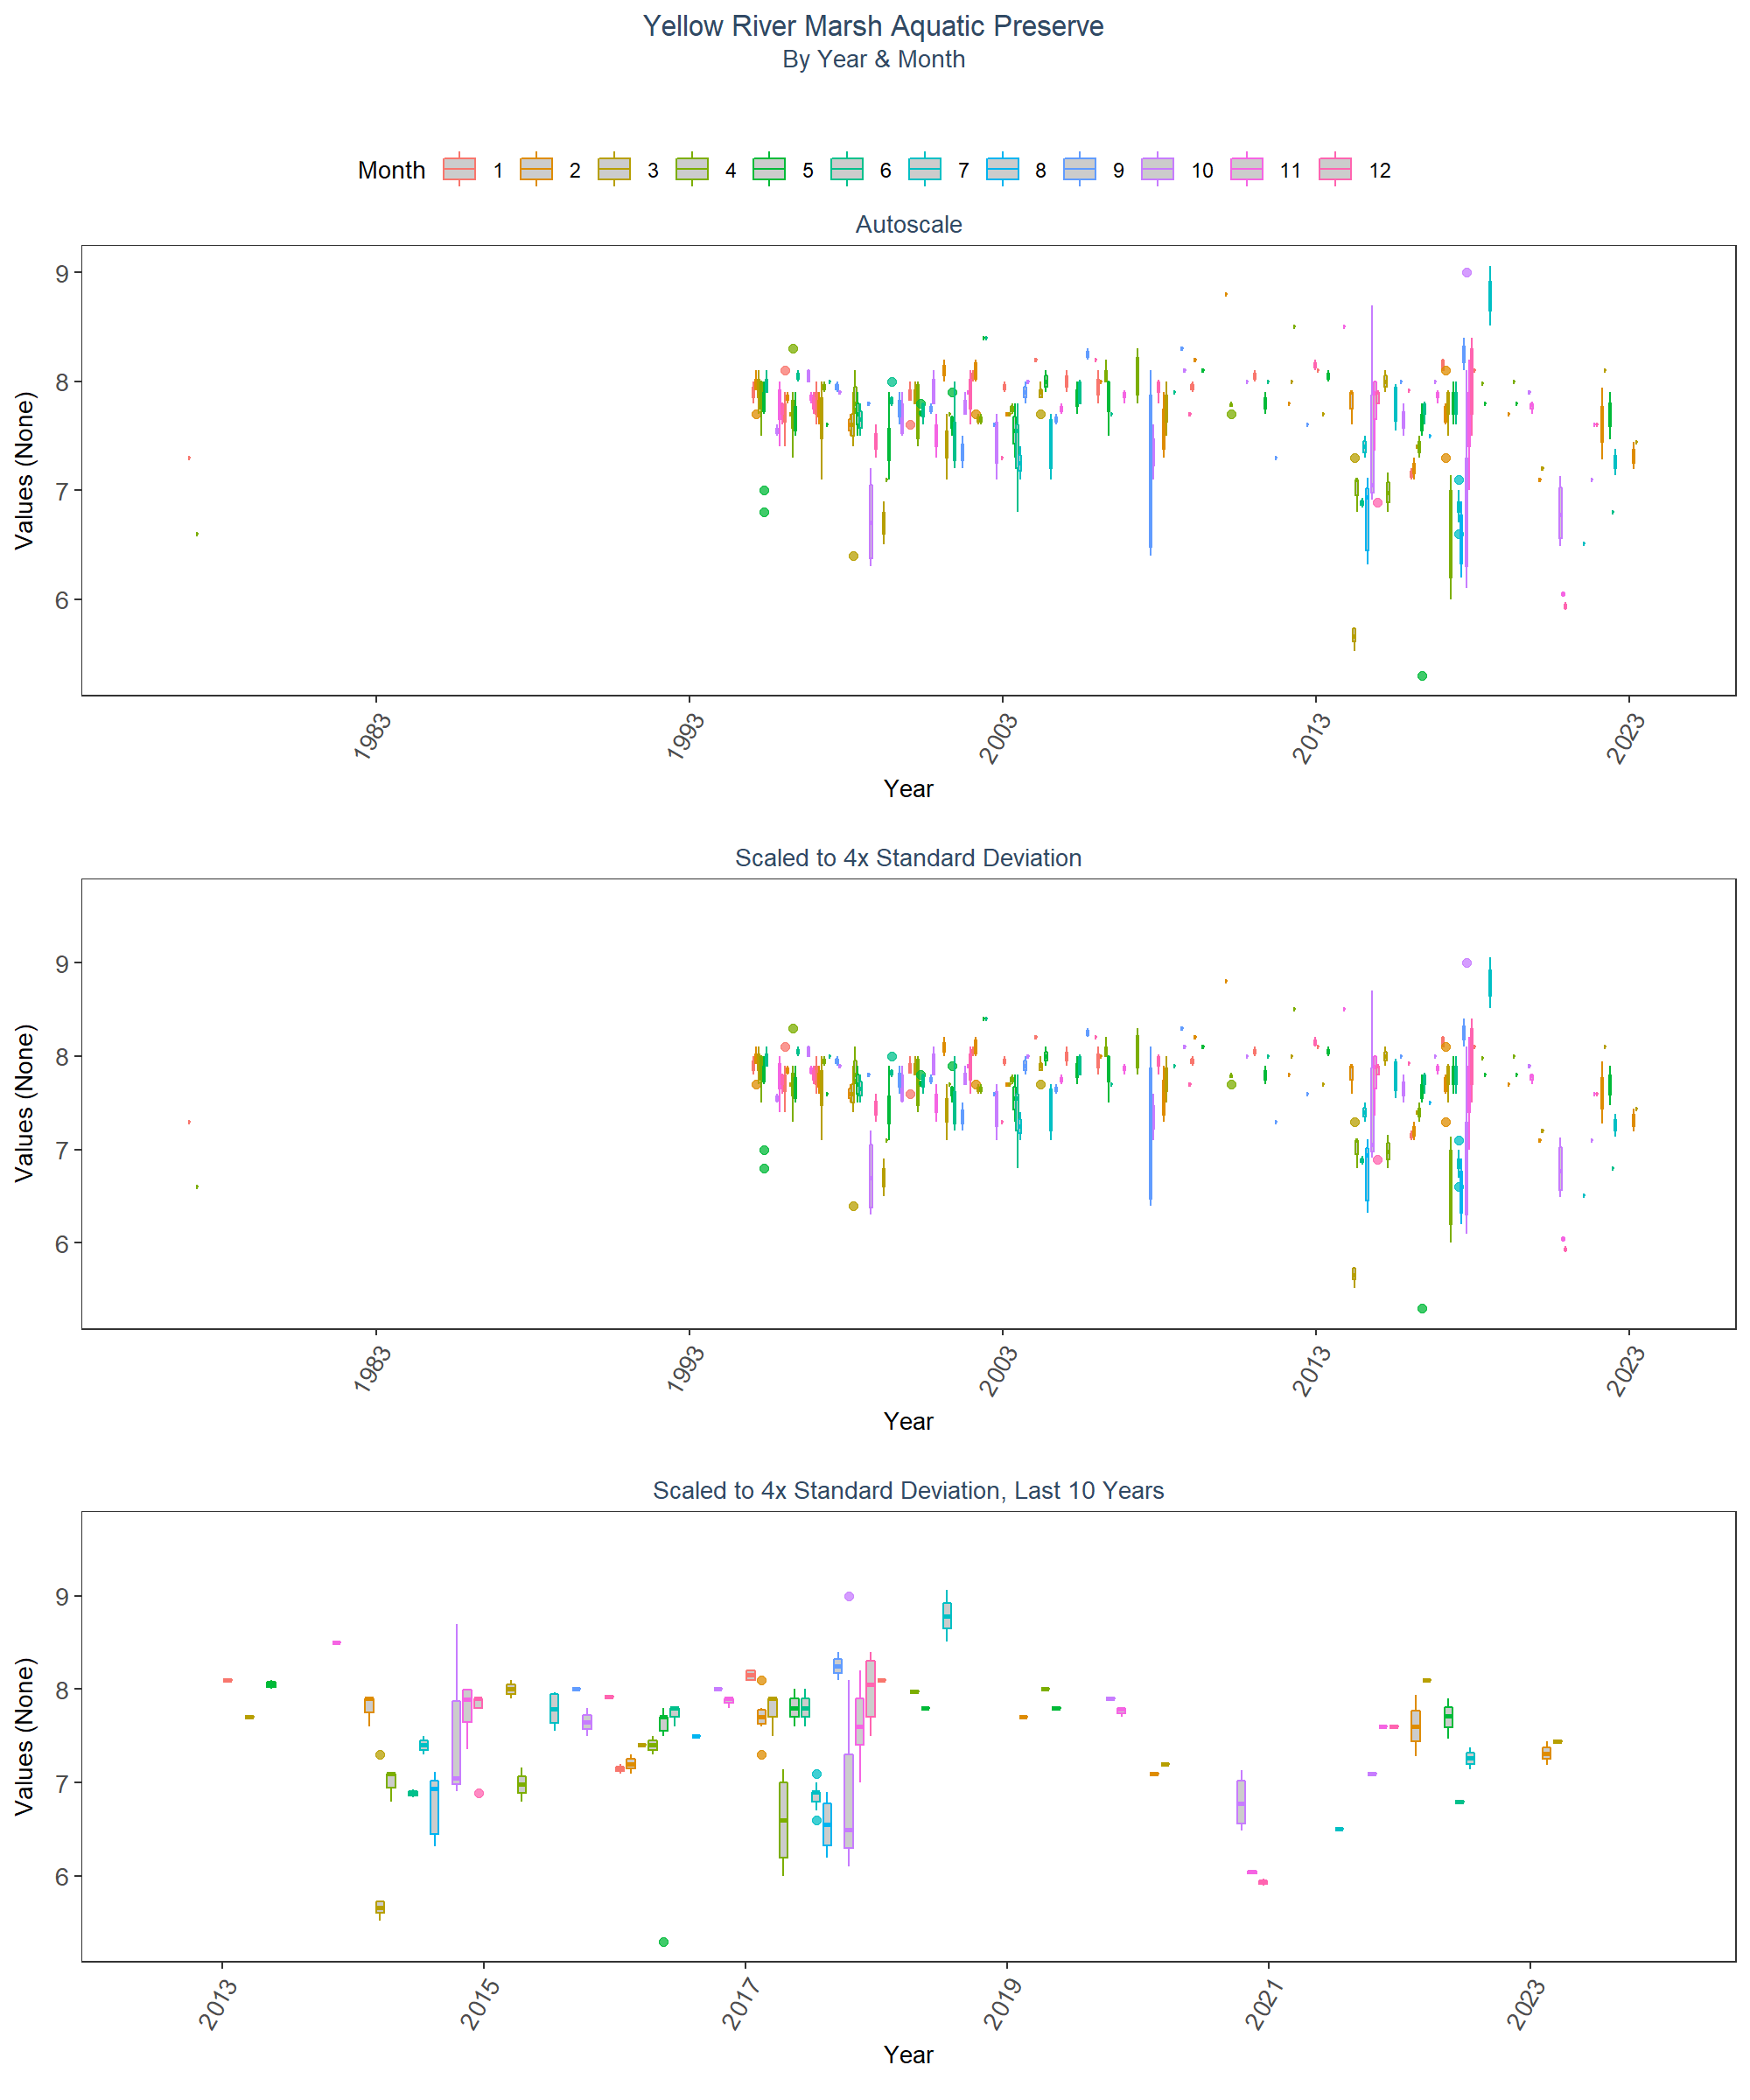 Yellow River Marsh Aquatic Preserve
By Year & Month
Month 1 2 3 4 5 6 7 8 9 10 11 12
Autoscale
Values (None)
9
8
7
6
1983 1993 2003 2013 2023
Year
Scaled to 4x Standard Deviation
Values (None)
9
8
7
6
1983 1993 2003 2013 2023
Year
Scaled to 4x Standard Deviation, Last 10 Years
Values (None)
9
8
7
6
2013 2015 2017 2019 2021 2023
Year